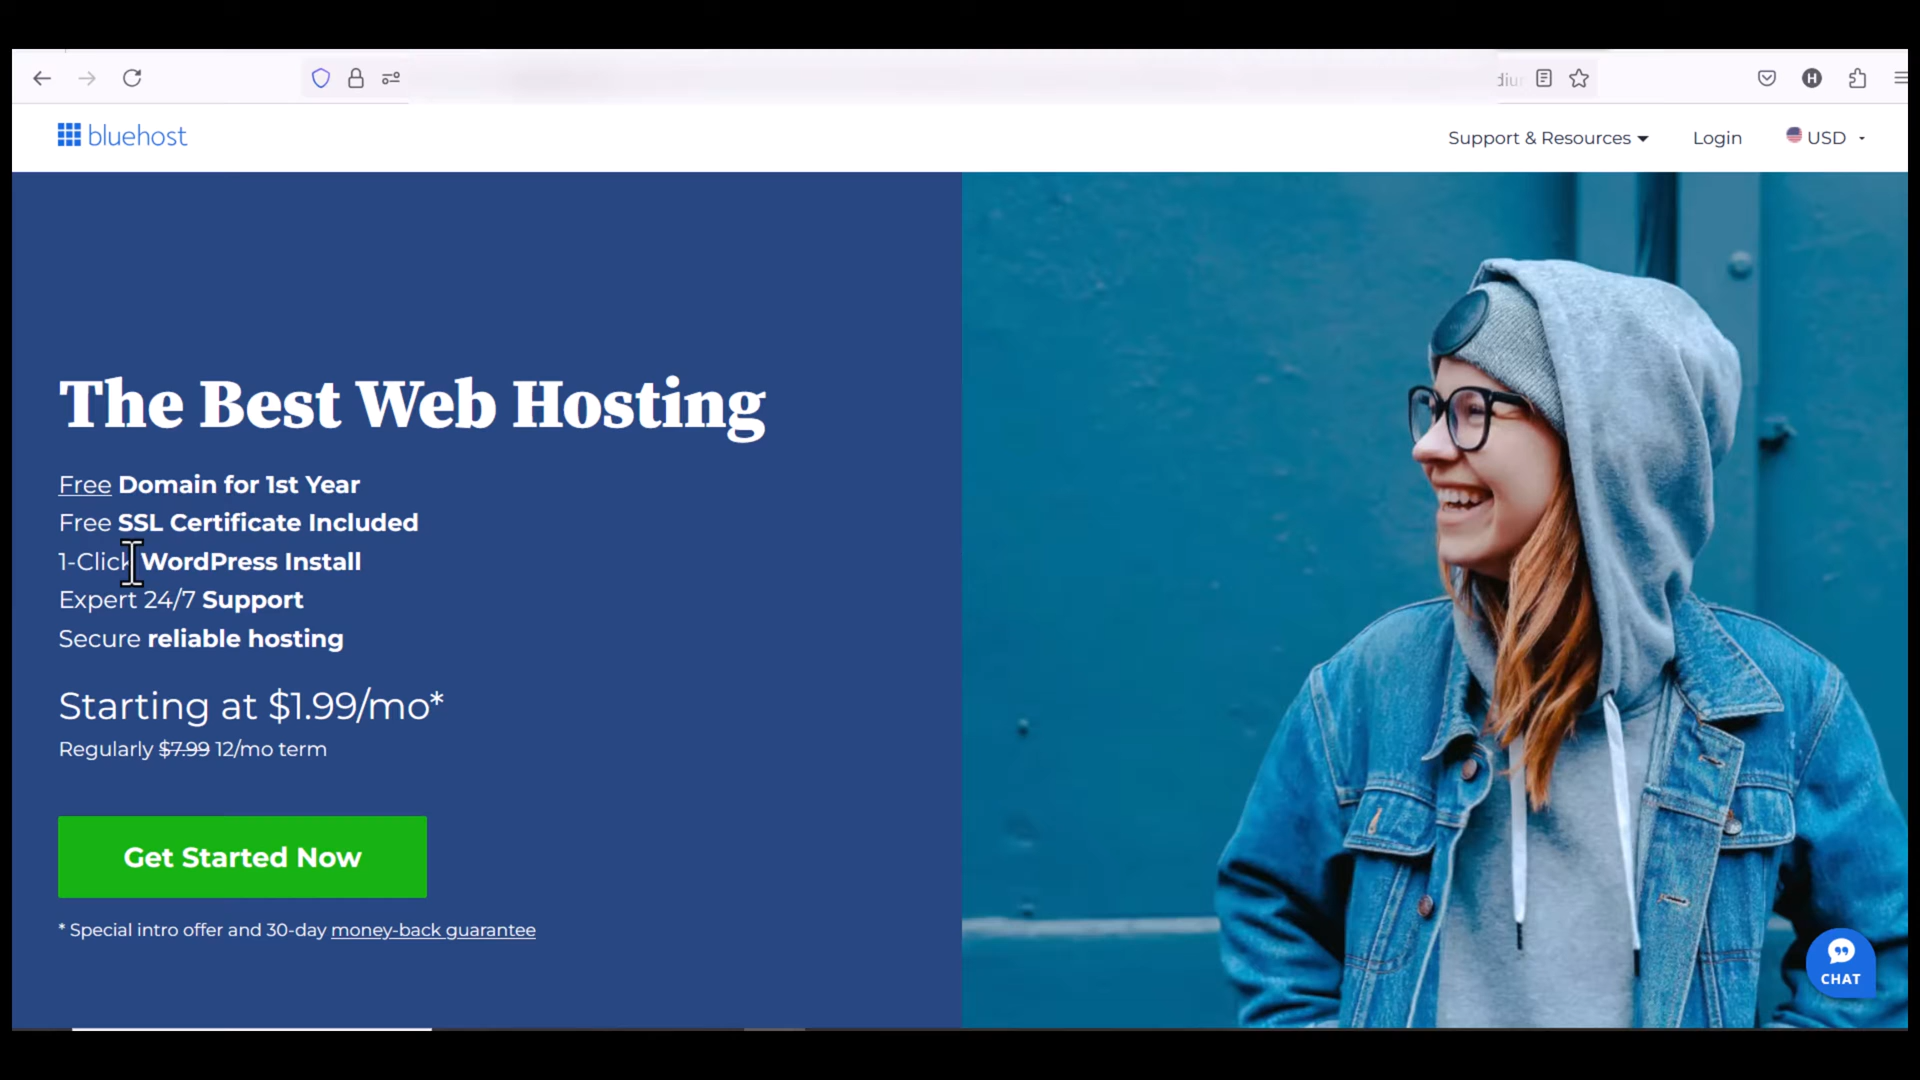 H
bluehost
Support & Resources
Login
USD
The Best Web Hosting
Free Domain for 1st Year
Free SSL Certificate Included
1-Click WordPress Install
Expert 24/7 Support
Secure reliable hosting
Starting at $1.99/mo*
Regularly $7.99 12/mo term
Get Started Now
* Special intro offer and 30-day money-back guarantee
CHAT